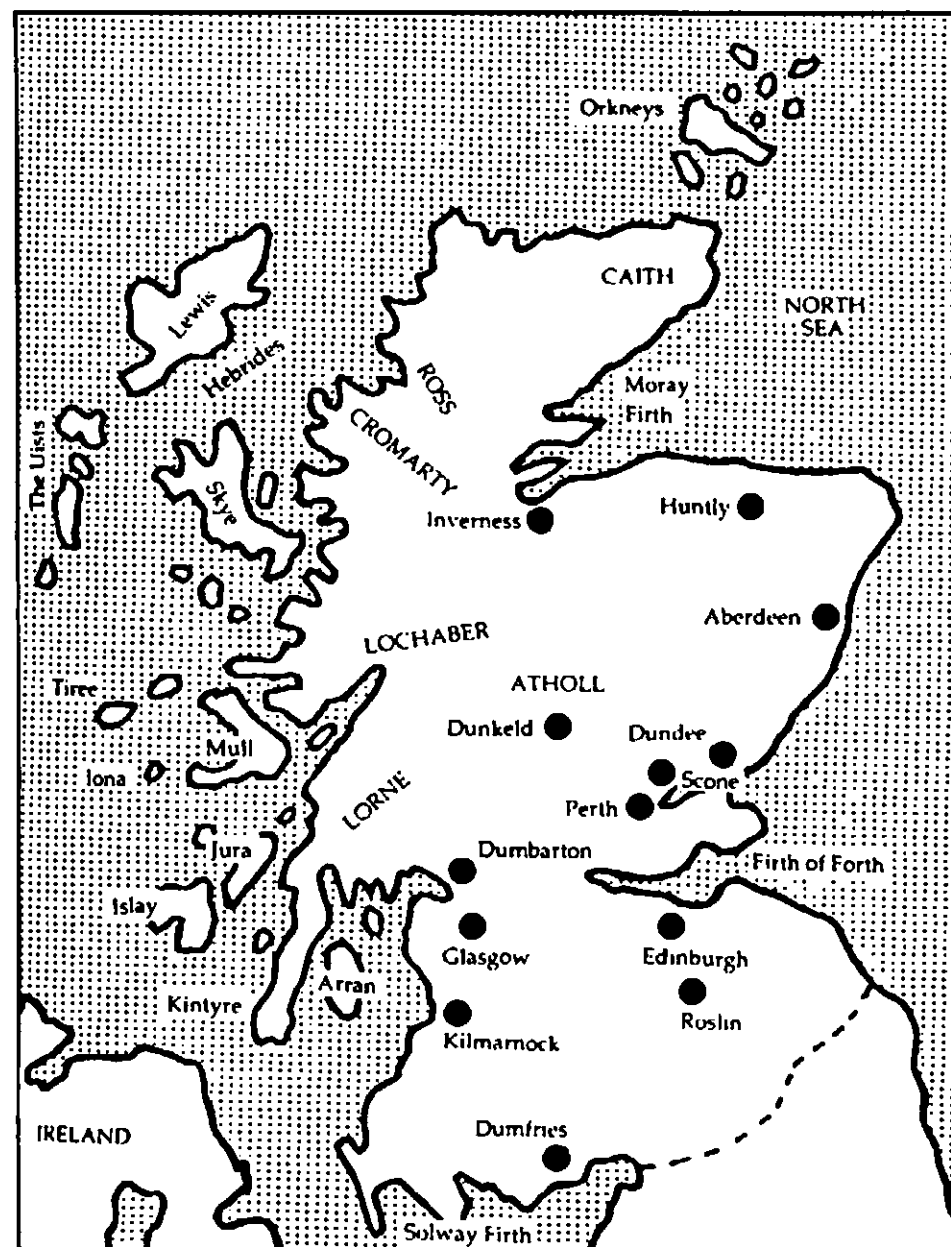 Orkneys
CAITH
NORTH
SEA
Lewis
Hebrides
ROSS
Moray
Firth
CROMARTY
The Uists
Skye
Inverness
Huntly
Aberdeen
LOCHABER
Tiree
ATHOLL
Dunkeld
Dundee
Mull
Iona
Scone
LORNE
Perth
Jura
Dumbarton
Firth of Forth
Islay
Glasgow
Edinburgh
Arran
Kintyre
Roslin
Kilmarnock
IRELAND
Dumfries
Solway Firth